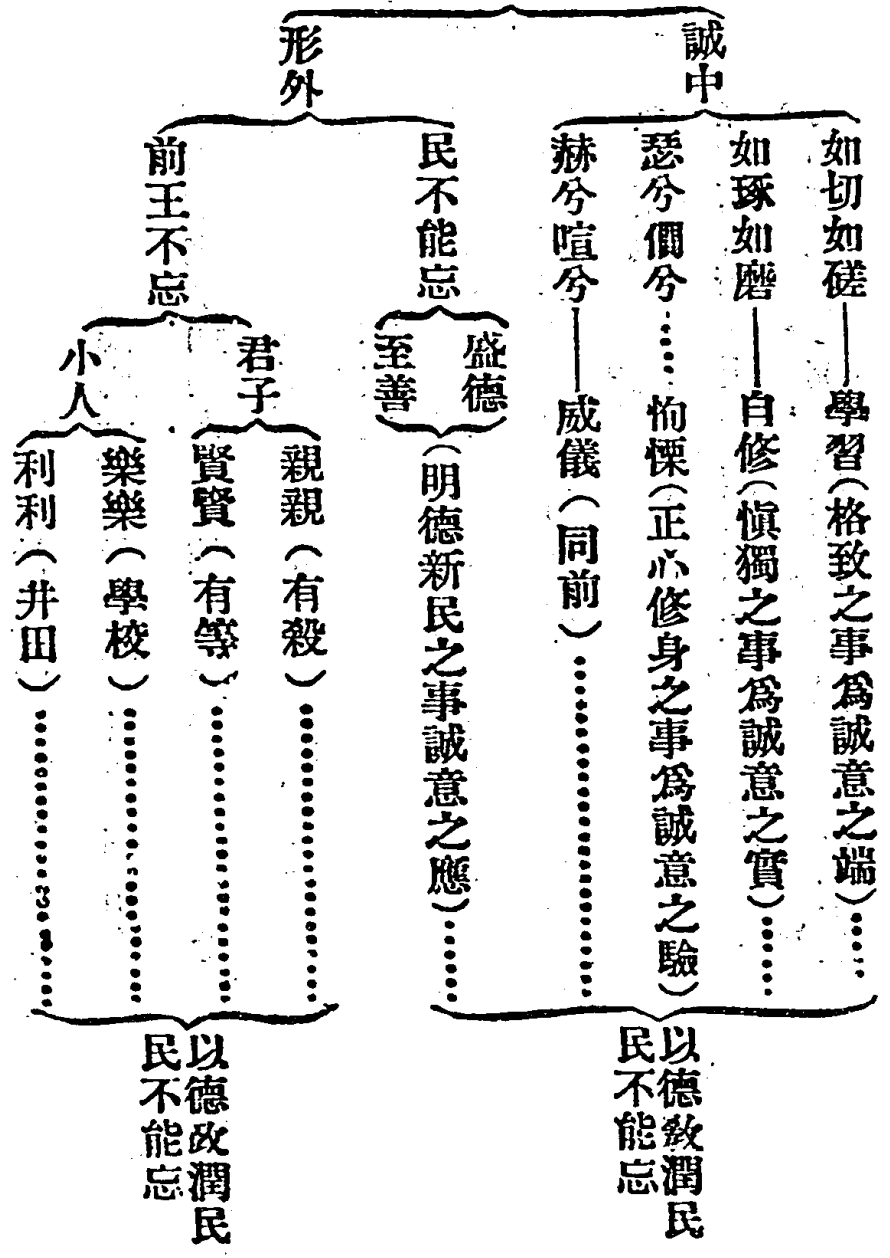 誠中
如切如磋
學習(格致之事爲誠意之端)
如琢如磨
自修(愼獨之事爲誠意之實)
瑟兮僩兮
恂慄(正心修身之事爲誠意之驗)
赫兮喧兮
威儀(同前)
形外
民不能忘
盛德
至善
(明德新民之事誠意之應)
以德敎潤民
民不能忘
前王不忘
君子
親親(有殺)
賢賢(有等)
小人
樂樂(學校)
利利(井田)
以德政潤民
民不能忘